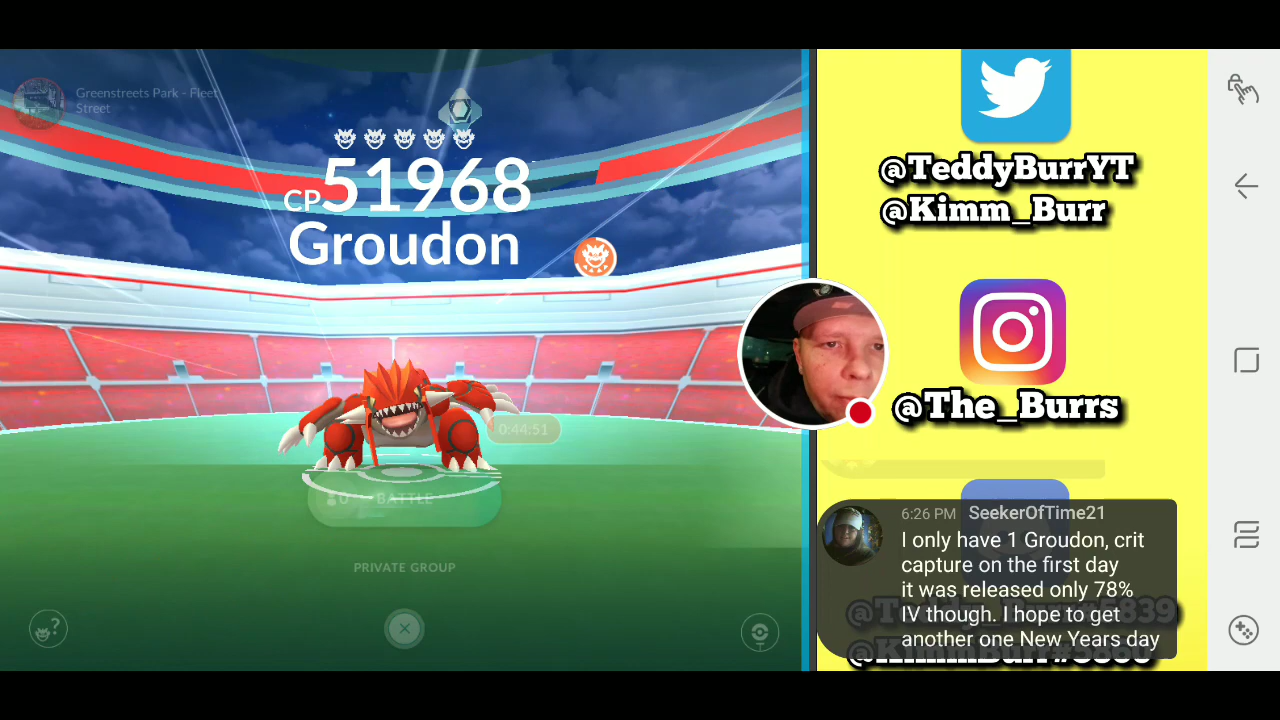 Greenstreets Park - Fleet
Street
CP51968
Groudon
0:44:51
BATTLE
PRIVATE GROUP
?
@TeddyBurrYT
@Kimm_Burr
@The_Burrs
6:26 PM SeekerOfTime21
I only have 1 Groudon, crit
capture on the first day
it was released only 78%
IV though. I hope to get
another one New Years day